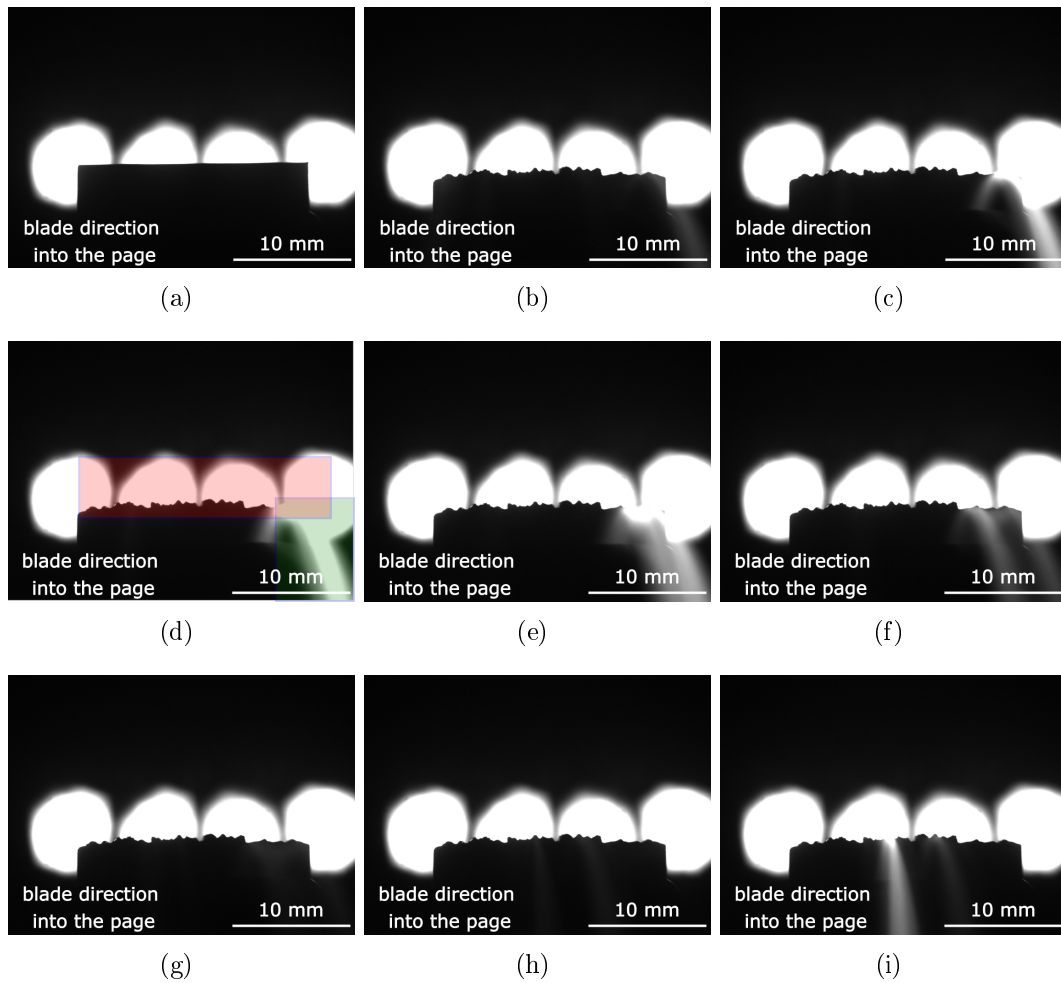 blade direction
into the page
10 mm
(a)
blade direction
into the page
10 mm
(b)
blade direction
into the page
10 mm
(c)
blade direction
into the page
10 mm
(d)
blade direction
into the page
10 mm
(e)
blade direction
into the page
10 mm
(f)
blade direction
into the page
10 mm
(g)
blade direction
into the page
10 mm
(h)
blade direction
into the page
10 mm
(i)